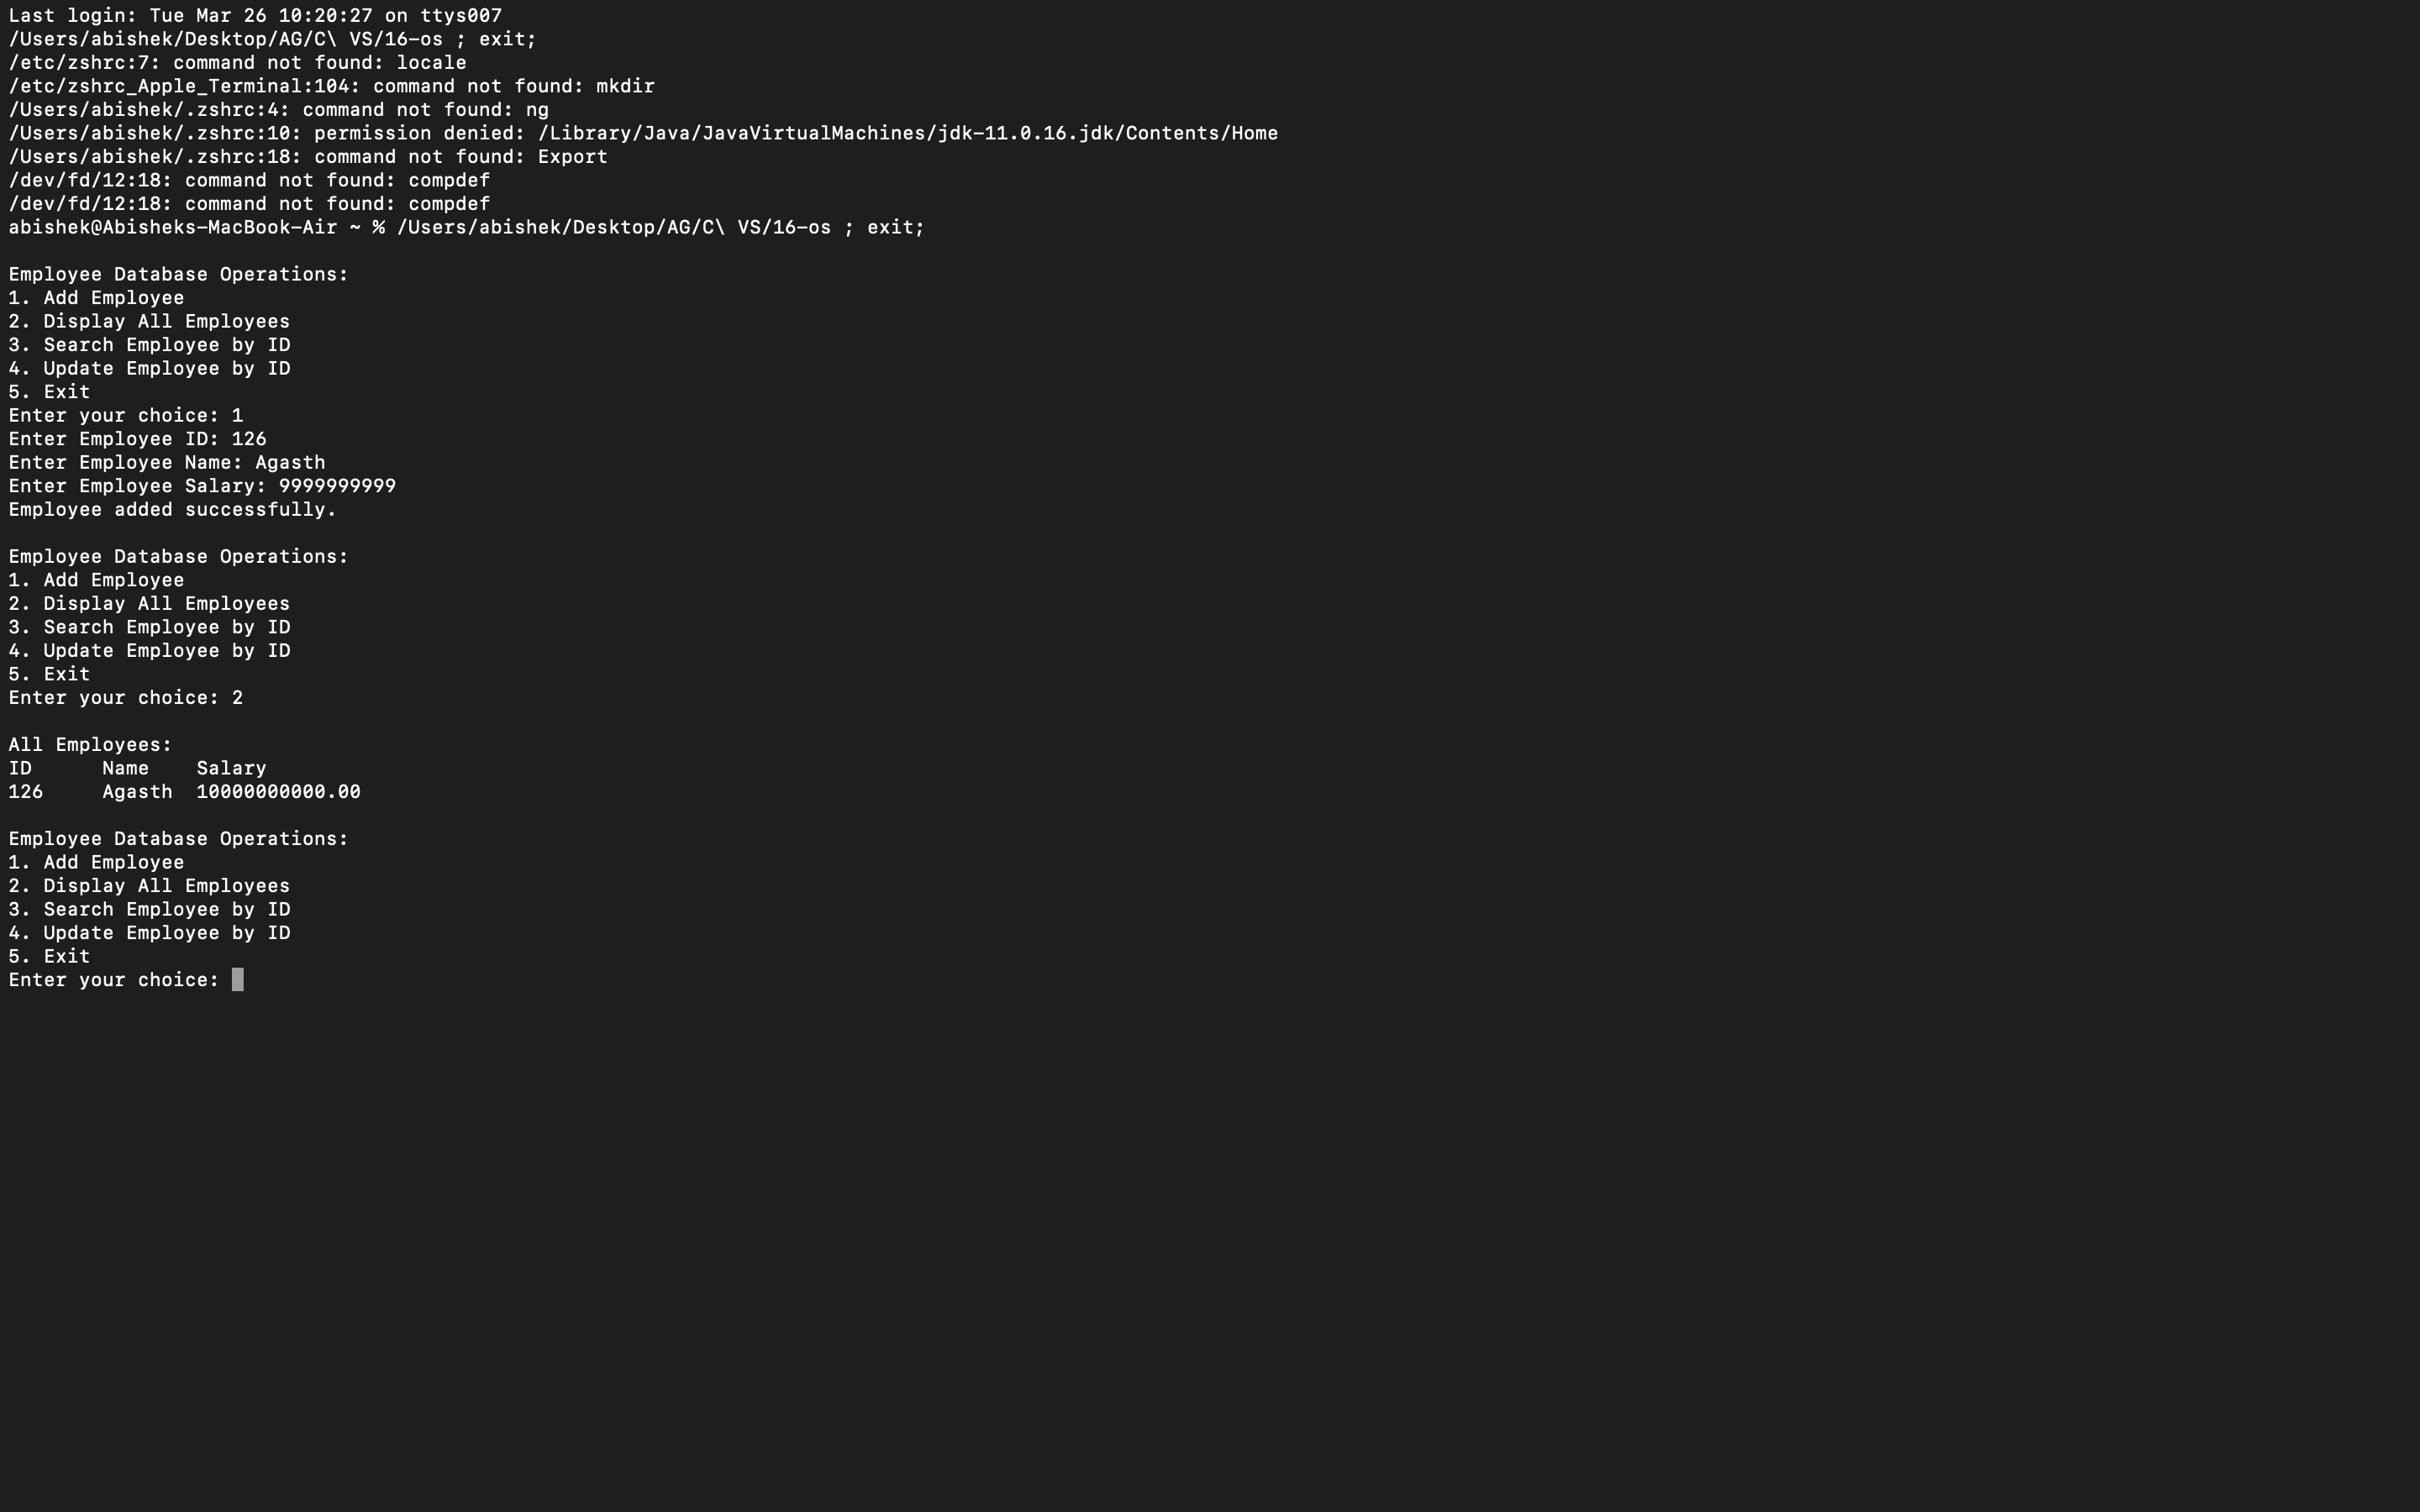 Last login: Tue Mar 26 10:20:27 on ttys007
/Users/abishek/Desktop/AG/C\ VS/16-os ; exit;
/etc/zshrc:7: command not found: locale
/etc/zshrc_Apple_Terminal:104: command not found: mkdir
/Users/abishek/.zshrc:4: command not found: ng
/Users/abishek/.zshrc:10: permission denied: /Library/Java/JavaVirtualMachines/jdk-11.0.16.jdk/Contents/Home
/Users/abishek/.zshrc:18: command not found: Export
/dev/fd/12:18: command not found: compdef
/dev/fd/12:18: command not found: compdef
abishek@Abisheks-MacBook-Air ~ % /Users/abishek/Desktop/AG/C\ VS/16-os ; exit;
Employee Database Operations:
1. Add Employee
2. Display All Employees
3. Search Employee by ID
4. Update Employee by ID
5. Exit
Enter your choice: 1
Enter Employee ID: 126
Enter Employee Name: Agasth
Enter Employee Salary: 9999999999
Employee added successfully.
Employee Database Operations:
1. Add Employee
2. Display All Employees
3. Search Employee by ID
4. Update Employee by ID
5. Exit
Enter your choice: 2
All Employees:
ID Name Salary
126 Agasth 10000000000.00
Employee Database Operations:
1. Add Employee
2. Display All Employees
3. Search Employee by ID
4. Update Employee by ID
5. Exit
Enter your choice: